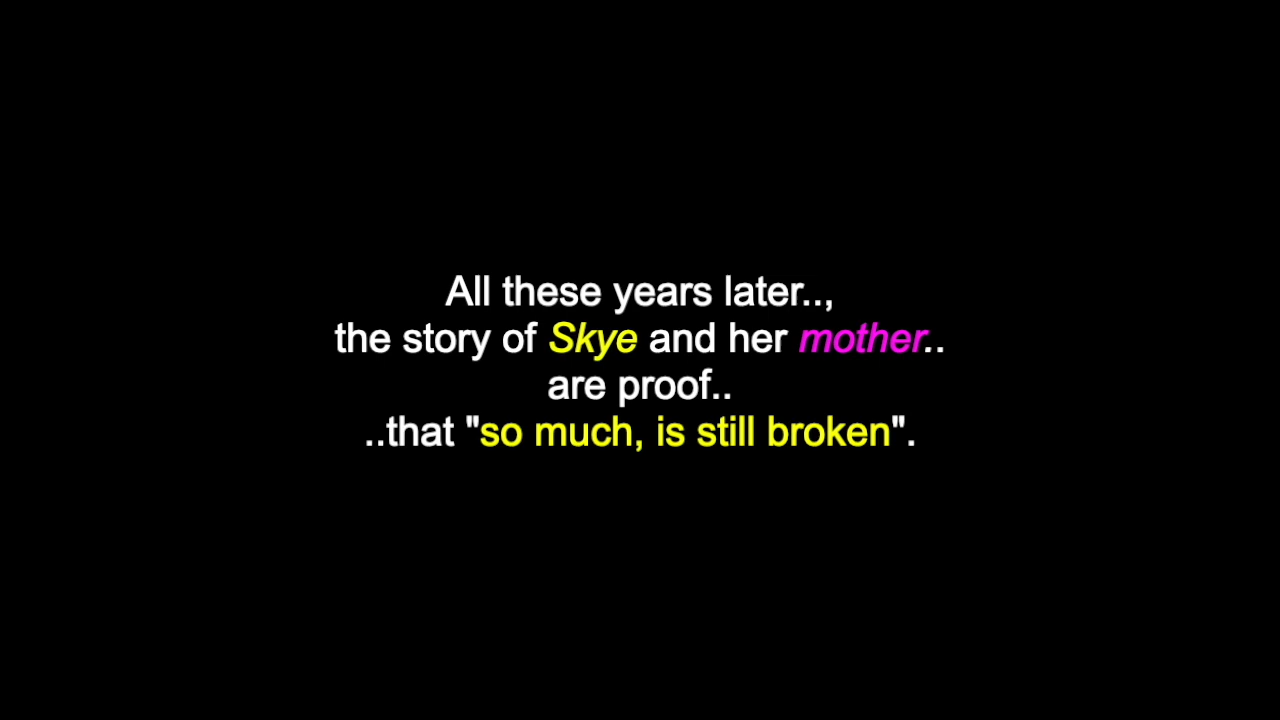 All these years later..,
the story of Skye and her mother..
are proof..
..that "so much, is still broken".